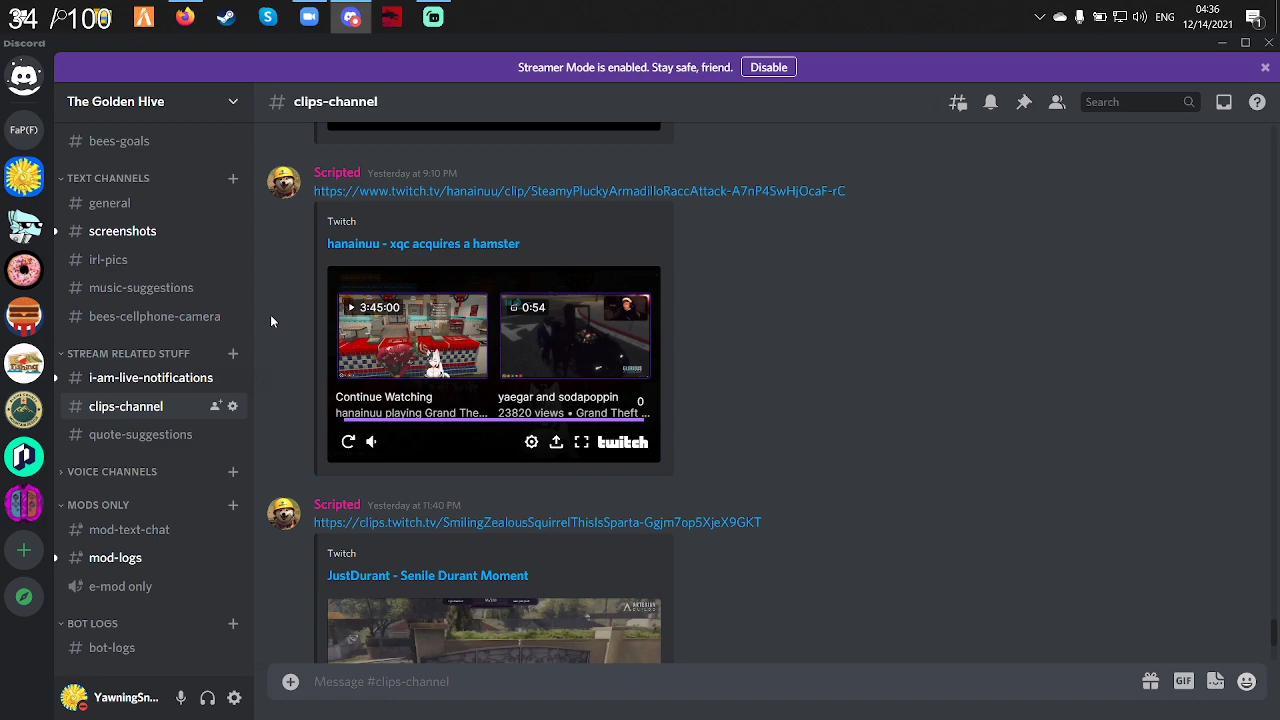 34 100
ENG
04:36
12/14/2021
1
Discord
Streamer Mode is enabled. Stay safe, friend.
Disable
The Golden Hive
clips-channel
Search
FaP(F)
bees-goals
TEXT CHANNELS
general
screenshots
irl-pics
music-suggestions
bees-cellphone-camera
STREAM RELATED STUFF
i-am-live-notifications
clips-channel
quote-suggestions
VOICE CHANNELS
MODS ONLY
mod-text-chat
mod-logs
e-mod only
BOT LOGS
bot-logs
YawningSn...
Scripted Yesterday at 9:10 PM
https://www.twitch.tv/hanainuu/clip/SteamyPluckyArmadilloRaccAttack-A7nP4SwHjOcaF-rC
Twitch
hanainuu - xqc acquires a hamster
3:45:00
0:54
Continue Watching
hanainuu playing Grand The...
yaegar and sodapoppin
23820 views • Grand Theft ...
0
twitch
Scripted Yesterday at 11:40 PM
https://clips.twitch.tv/SmilingZealousSquirrelThisIsSparta-Ggjm7op5XjeX9GKT
Twitch
JustDurant - Senile Durant Moment
Message #clips-channel
GIF